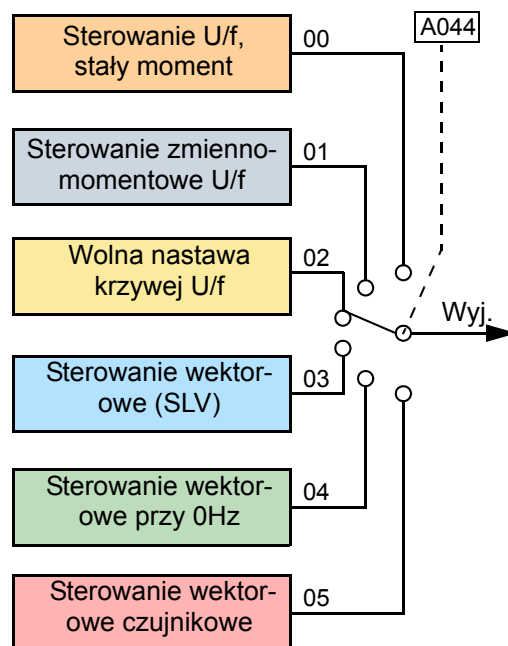 Sterowanie U/f,
stały moment
00
A044
Sterowanie zmienno-
momentowe U/f
01
Wolna nastawa
krzywej U/f
02
Wyj.
Sterowanie wektor-
owe (SLV)
03
Sterowanie wektor-
owe przy 0Hz
04
Sterowanie wektor-
owe czujnikowe
05